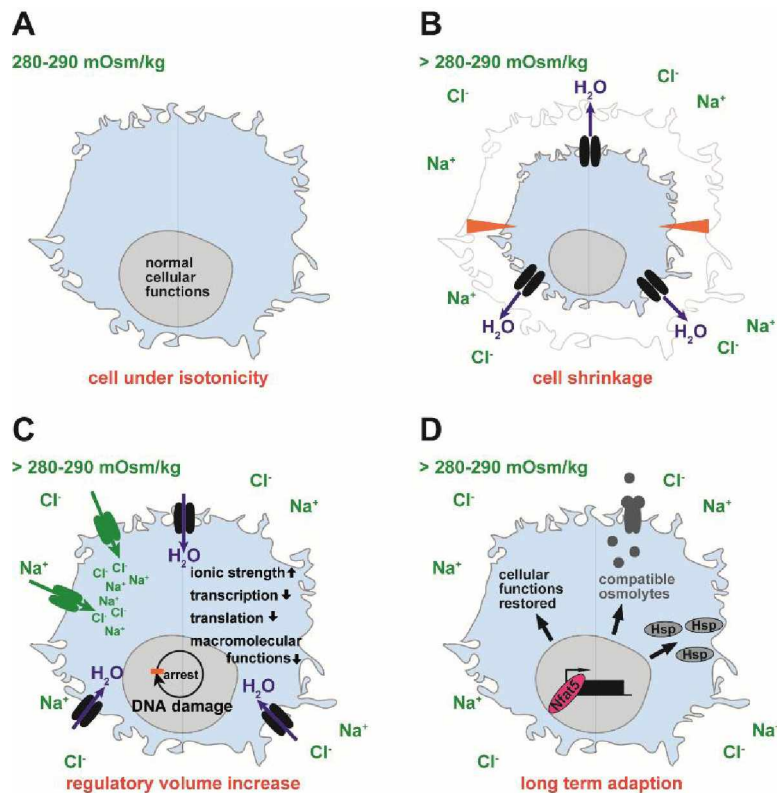 A
280-290 mOsm/kg
normal
cellular
functions
cell under isotonicity
B
> 280-290 mOsm/kg
Cl⁻
H₂O
Cl⁻
Na⁺
Na⁺
Na⁺
H₂O
Cl⁻
H₂O
Na⁺
Cl⁻
cell shrinkage
C
> 280-290 mOsm/kg
Cl⁻
Cl⁻
Na⁺
Na⁺
Cl⁻
Cl⁻
Na⁺ Na⁺
Na⁺
Cl⁻ Cl⁻
Na⁺
H₂O
ionic strength
transcription
translation
macromolecular
functions
arrest
DNA damage
H₂O
H₂O
Na⁺
Na⁺
Cl⁻
Cl⁻
regulatory volume increase
D
> 280-290 mOsm/kg
Cl⁻
Cl⁻
Na⁺
Na⁺
cellular
functions
restored
compatible
osmolytes
Hsp
Hsp
Hsp
Nfat5
Na⁺
Na⁺
Cl⁻
Cl⁻
long term adaption